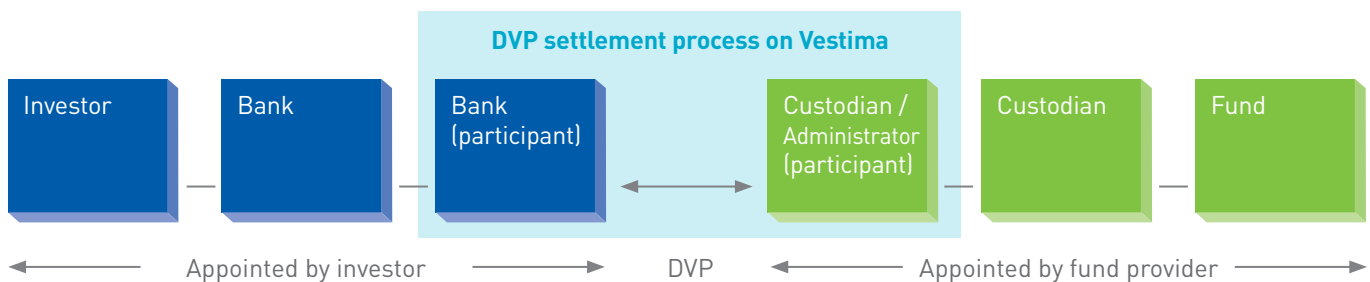 DVP settlement process on Vestima
Investor
Bank
Bank
(participant)
Custodian /
Administrator
(participant)
Custodian
Fund
Appointed by investor
DVP
Appointed by fund provider